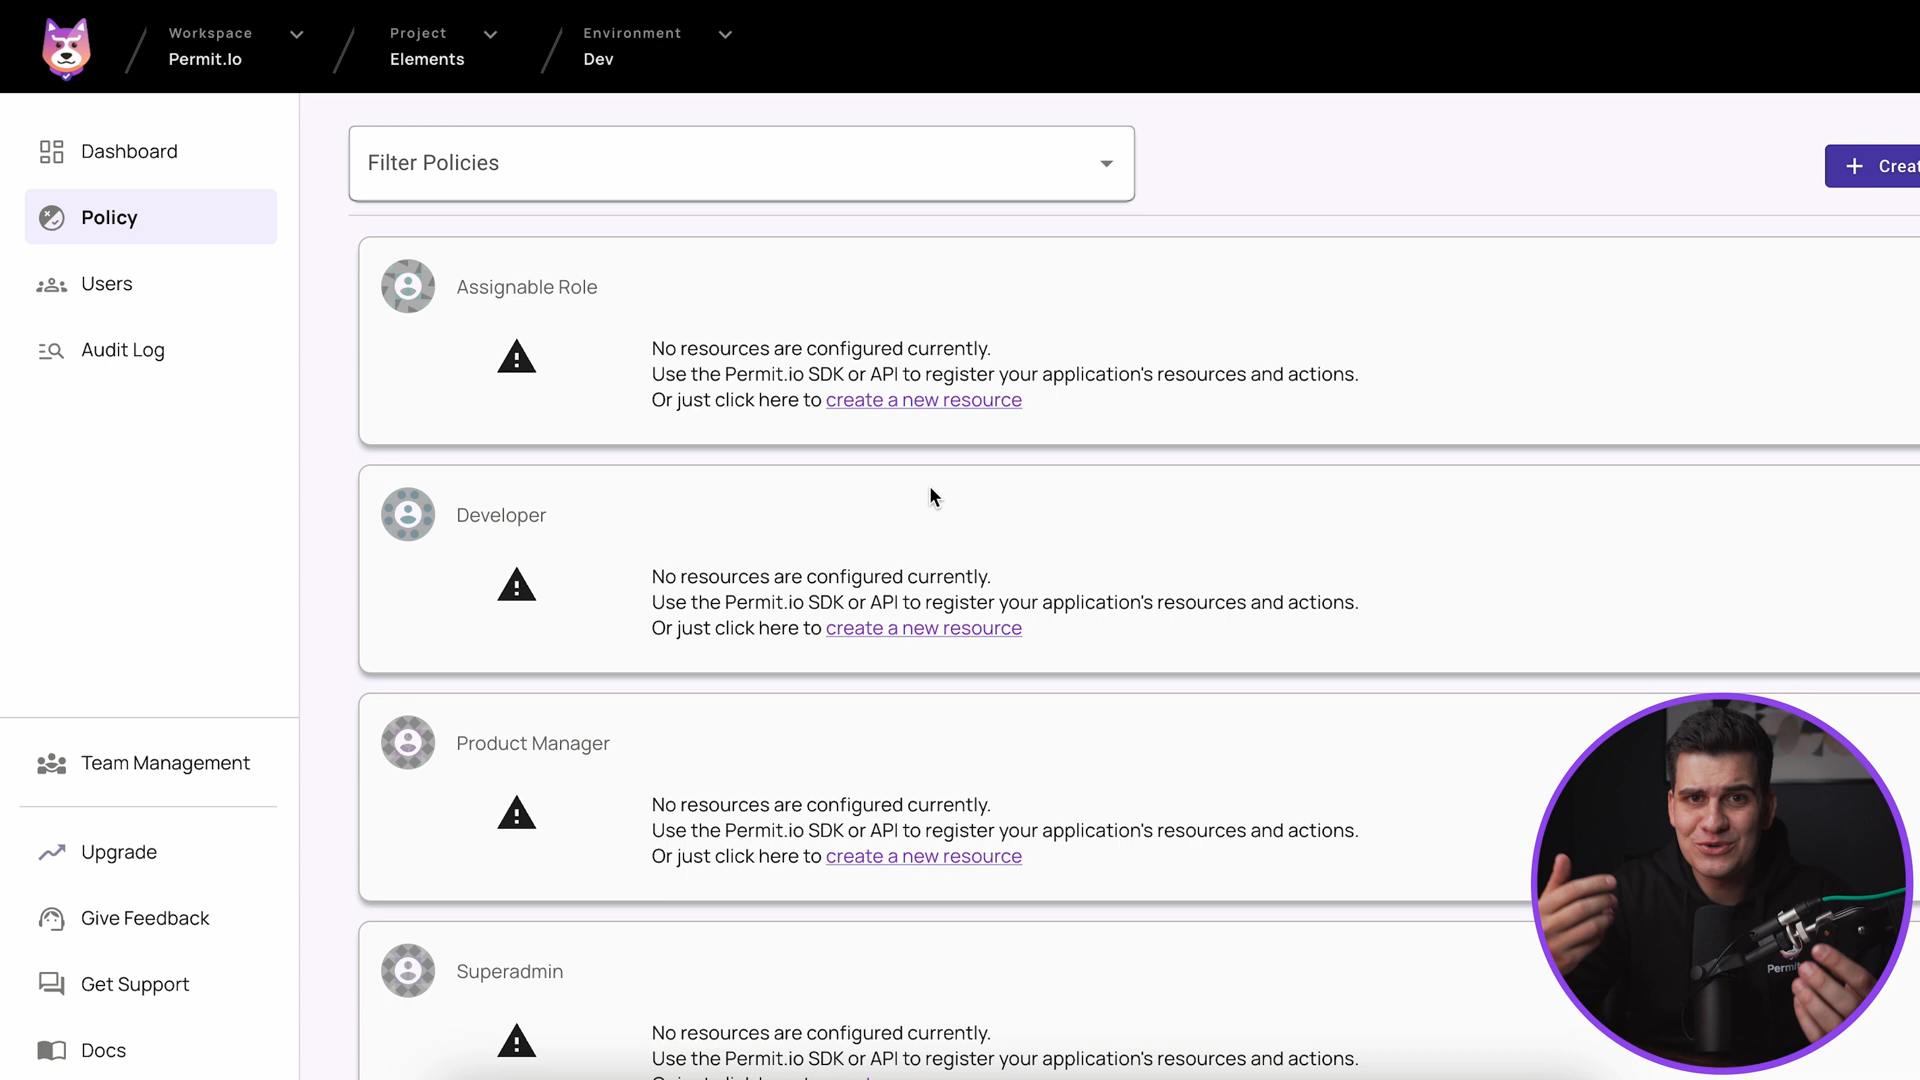 Workspace
Permit.Io
Project
Elements
Environment
Dev
Dashboard
Policy
Users
Audit Log
Team Management
Upgrade
Give Feedback
Get Support
Docs
Filter Policies
Assignable Role
No resources are configured currently.
Use the Permit.io SDK or API to register your application's resources and actions.
Or just click here to create a new resource
Developer
No resources are configured currently.
Use the Permit.io SDK or API to register your application's resources and actions.
Or just click here to create a new resource
Product Manager
No resources are configured currently.
Use the Permit.io SDK or API to register your application's resources and actions.
Or just click here to create a new resource
Superadmin
No resources are configured currently.
Use the Permit.io SDK or API to register your application's resources and actions.